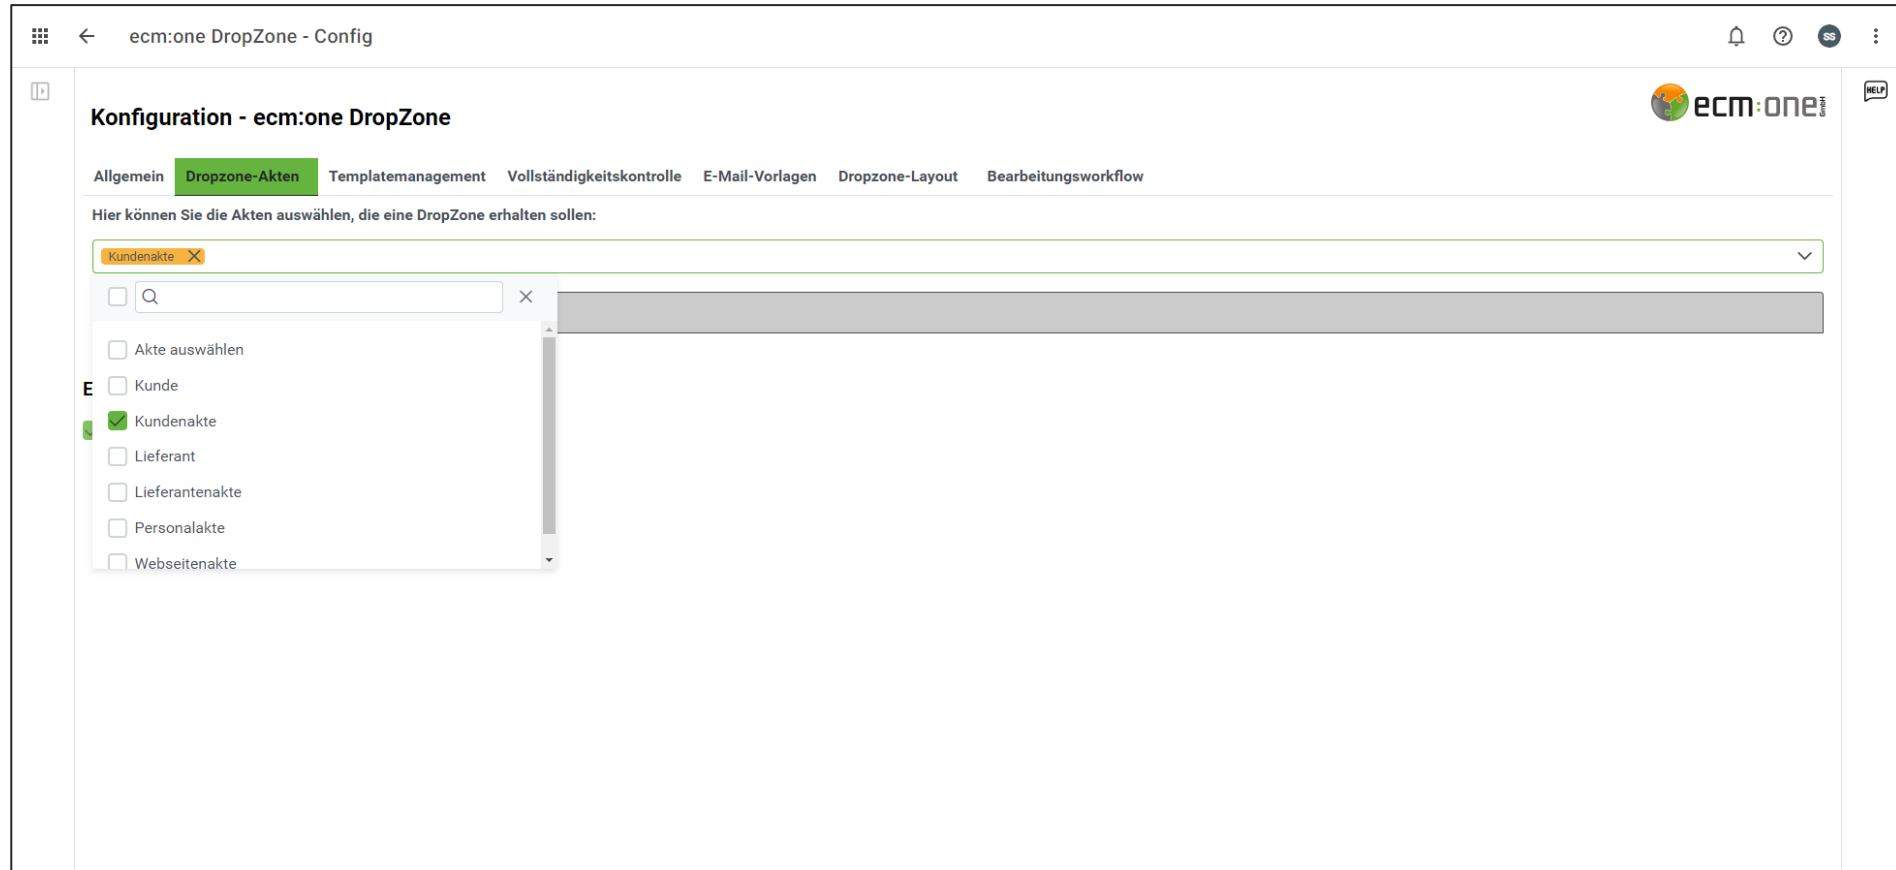 ecm:one DropZone - Config
SS
HELP
Konfiguration - ecm:one DropZone
ecm:one GmbH
Allgemein Dropzone-Akten Templatemanagement Vollständigkeitskontrolle E-Mail-Vorlagen Dropzone-Layout Bearbeitungsworkflow
Hier können Sie die Akten auswählen, die eine DropZone erhalten sollen:
Kundenakte
Akte auswählen
E
Kunde
Kundenakte
Lieferant
Lieferantenakte
Personalakte
Webseitenakte